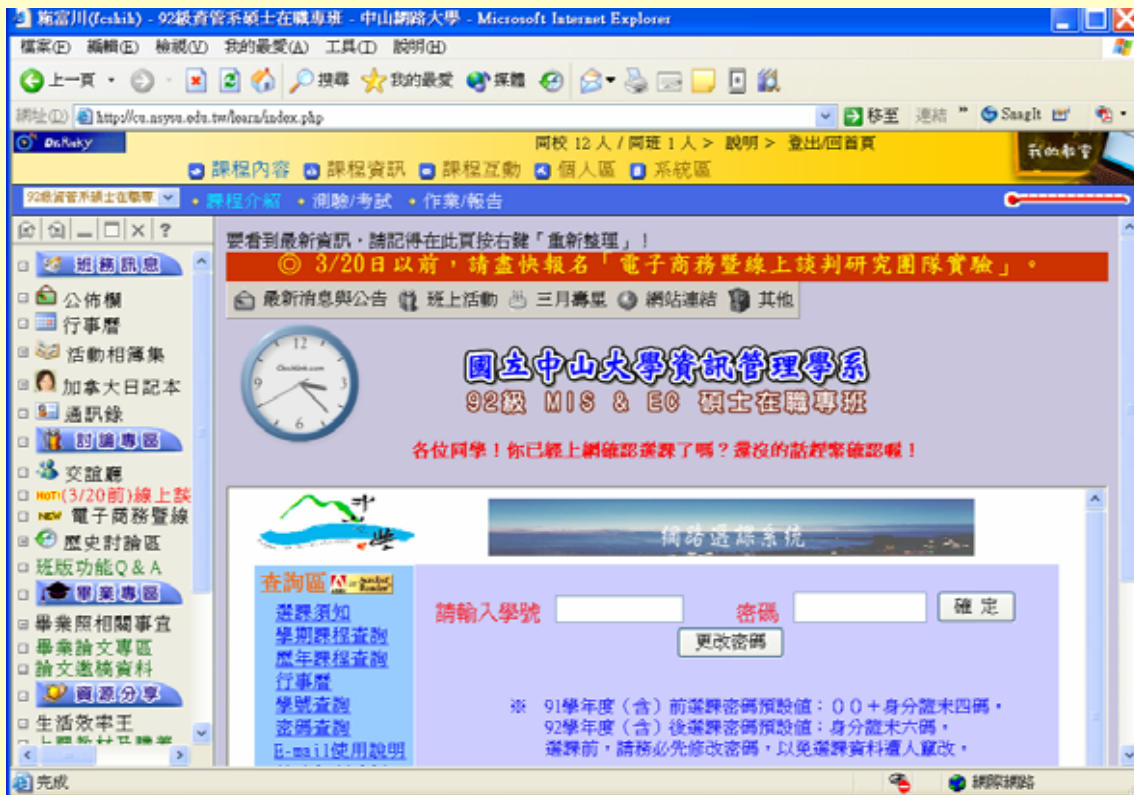 施富川(fcshih) - 92級資管系碩士在職專班 - 中山網路大學 - Microsoft Internet Explorer
檔案(F) 編輯(E) 檢視(V) 我的最愛(A) 工具(T) 說明(H)
上一頁 搜尋 我的最愛 媒體
網址(D) http://cu.nsysu.edu.tw/learn/index.php 移至 連結 » SnagIt
同校 12 人 / 同班 1 人 > 說明 > 登出/回首頁
我的教室
課程內容 課程資訊 課程互動 個人區 系統區
92級資管系碩士在職專 課程介紹 測驗/考試 作業/報告
要看到最新資訊,請記得在此頁按右鍵「重新整理」!
◎ 3/20日以前,請盡快報名「電子商務暨線上談判研究團隊實驗」。
最新消息與公告 班上活動 三月壽星 網站連結 其他
班務訊息
公佈欄
行事曆
活動相簿集
加拿大日記本
通訊錄
討論專區
交誼廳
HOT!(3/20前)線上談
NEW 電子商務暨線
歷史討論區
班版功能Q & A
畢業專區
畢業照相關事宜
畢業論文專區
論文邀稿資料
資源分享
生活效率王
12
9 3
6
ClockLink.com
國立中山大學資訊管理學系
92級 MIS & EC 碩士在職專班
各位同學!你已經上網確認選課了嗎?還沒的話趕緊確認喔!
網路選課系統
查詢區
選課須知
學期課程查詢
歷年課程查詢
行事曆
學號查詢
密碼查詢
E-mail使用說明
請輸入學號 密碼 確 定
更改密碼
※ 91學年度(含)前選課密碼預設值:00+身分證末四碼,
92學年度(含)後選課密碼預設值:身分證末六碼,
選課前,請務必先修改密碼,以免選課資料遭人竄改。
完成 網際網路